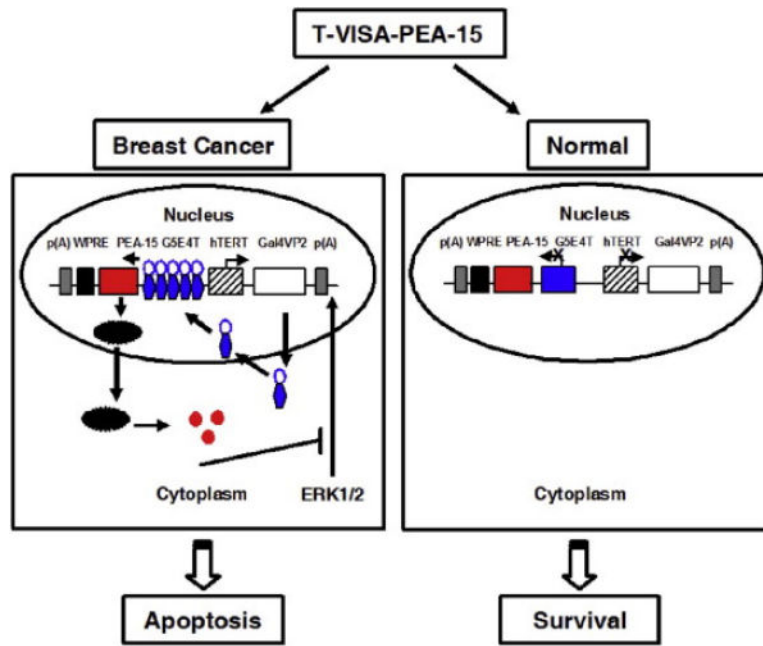 T-VISA-PEA-15
Breast Cancer
Normal
Nucleus
p(A) WPRE PEA-15 G5E4T hTERT Gal4VP2 p(A)
Cytoplasm
ERK1/2
Nucleus
p(A) WPRE PEA-15 G5E4T hTERT Gal4VP2 p(A)
X X
Cytoplasm
Apoptosis
Survival